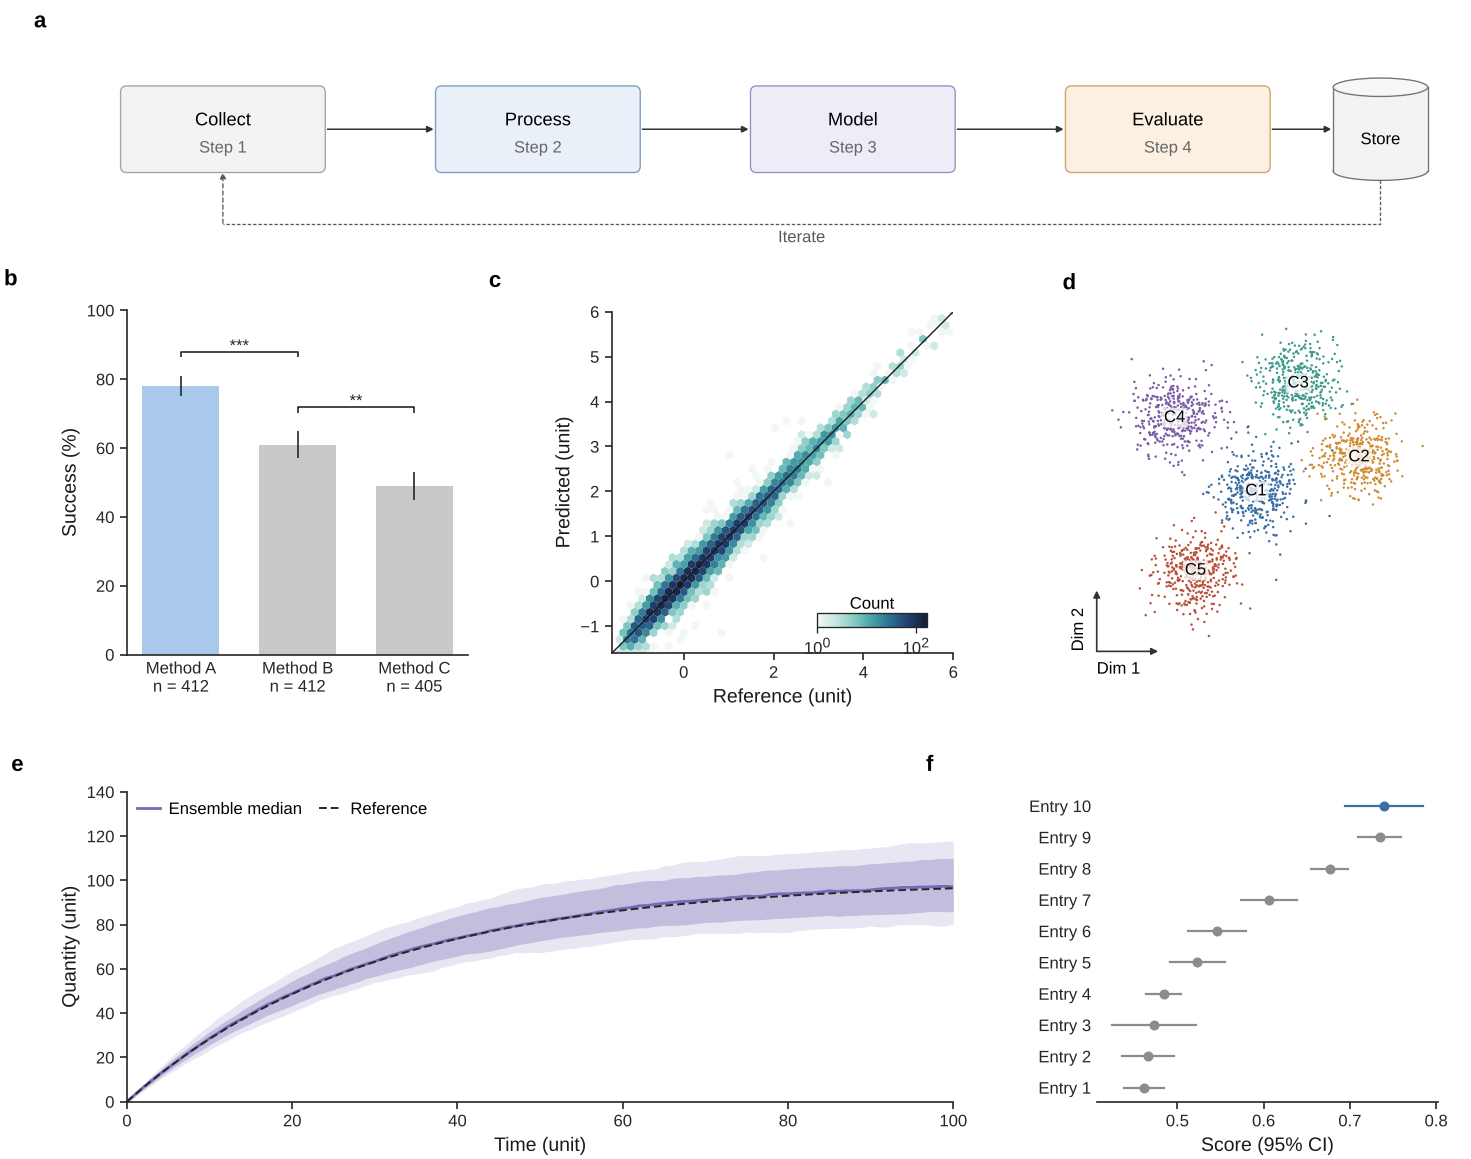 a
Collect
Step 1
Process
Step 2
Model
Step 3
Evaluate
Step 4
Store
Iterate
b
Success (%)
100
80
60
40
20
0
***
**
Method A
n = 412
Method B
n = 412
Method C
n = 405
c
Predicted (unit)
6
5
4
3
2
1
0
−1
Count
10⁰ 10²
0 2 4 6
Reference (unit)
d
C3
C4
C2
C1
C5
Dim 2
Dim 1
e
Quantity (unit)
140
120
100
80
60
40
20
0
Ensemble median
Reference
0 20 40 60 80 100
Time (unit)
f
Entry 10
Entry 9
Entry 8
Entry 7
Entry 6
Entry 5
Entry 4
Entry 3
Entry 2
Entry 1
0.5 0.6 0.7 0.8
Score (95% CI)